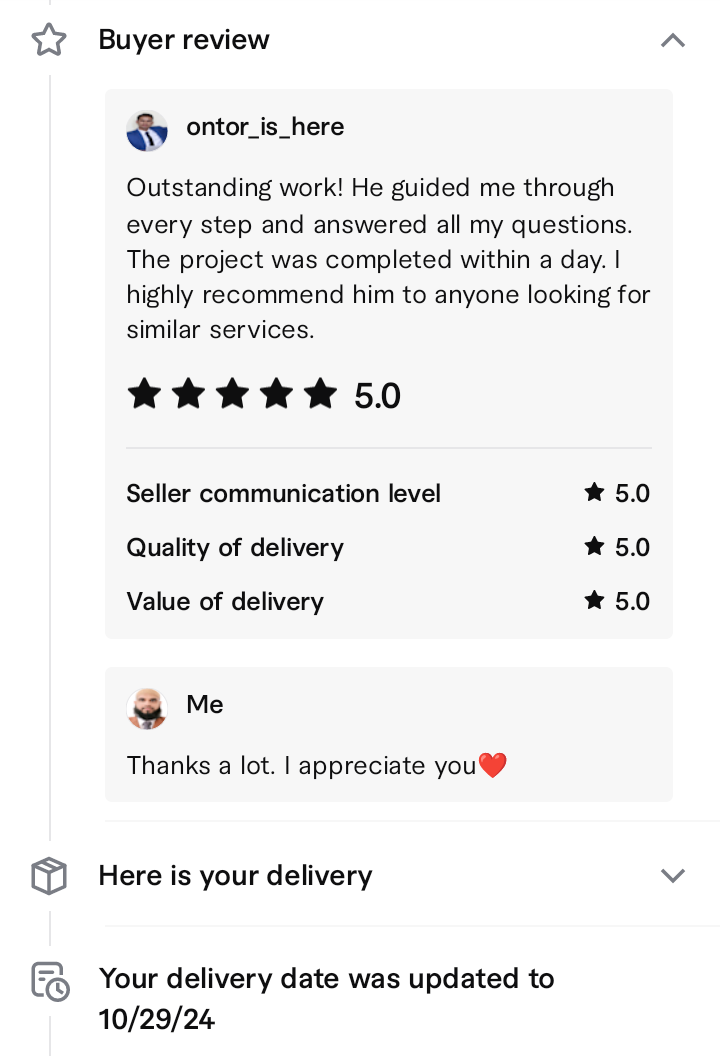 Buyer review
ontor_is_here
Outstanding work! He guided me through
every step and answered all my questions.
The project was completed within a day. I
highly recommend him to anyone looking for
similar services.
5.0
Seller communication level 5.0
Quality of delivery 5.0
Value of delivery 5.0
Me
Thanks a lot. I appreciate you❤️
Here is your delivery
Your delivery date was updated to
10/29/24